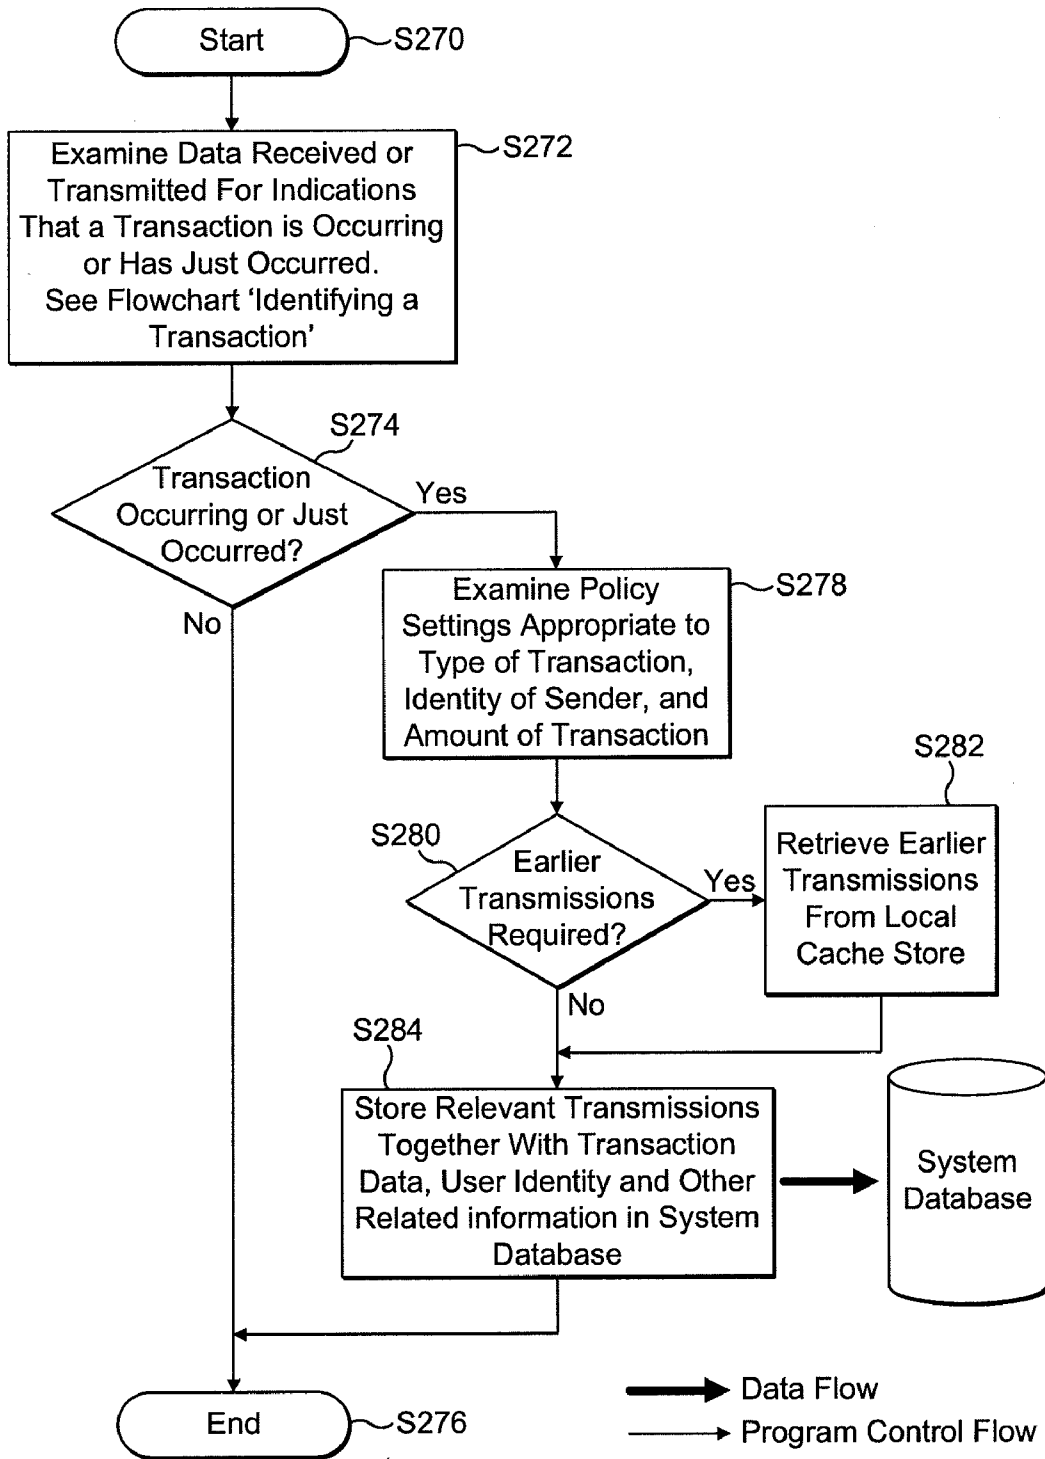 Start
S270
Examine Data Received or
Transmitted For Indications
That a Transaction is Occurring
or Has Just Occurred.
See Flowchart ‘Identifying a
Transaction’
S272
S274
Transaction
Occurring or Just
Occurred?
Yes
No
Examine Policy
Settings Appropriate to
Type of Transaction,
Identity of Sender, and
Amount of Transaction
S278
S280
Earlier
Transmissions
Required?
Yes
No
S282
Retrieve Earlier
Transmissions
From Local
Cache Store
S284
Store Relevant Transmissions
Together With Transaction
Data, User Identity and Other
Related information in System
Database
System
Database
End
S276
Data Flow
Program Control Flow